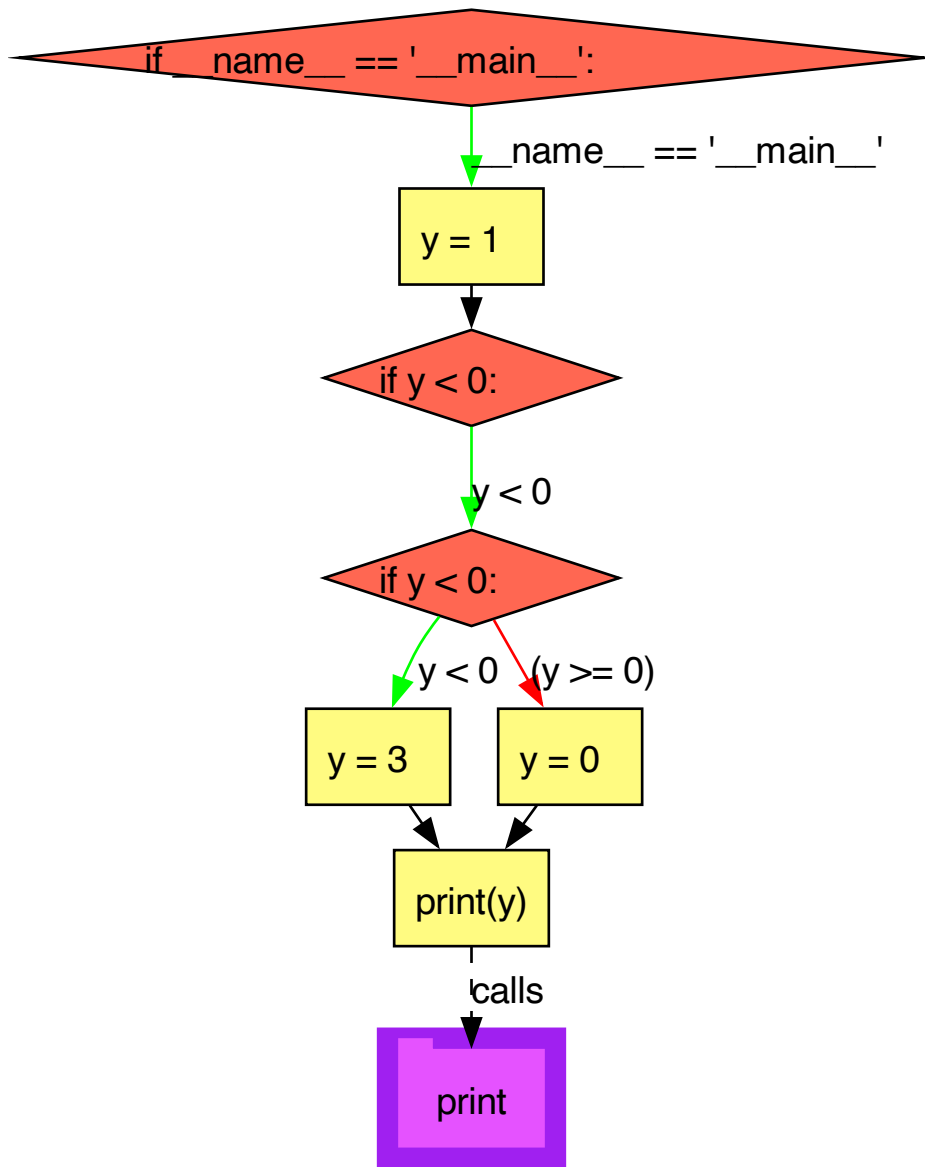 if __name__ == '__main__':
__name__ == '__main__'
y = 1
if y < 0:
y < 0
if y < 0:
y < 0
(y >= 0)
y = 3
y = 0
print(y)
calls
print